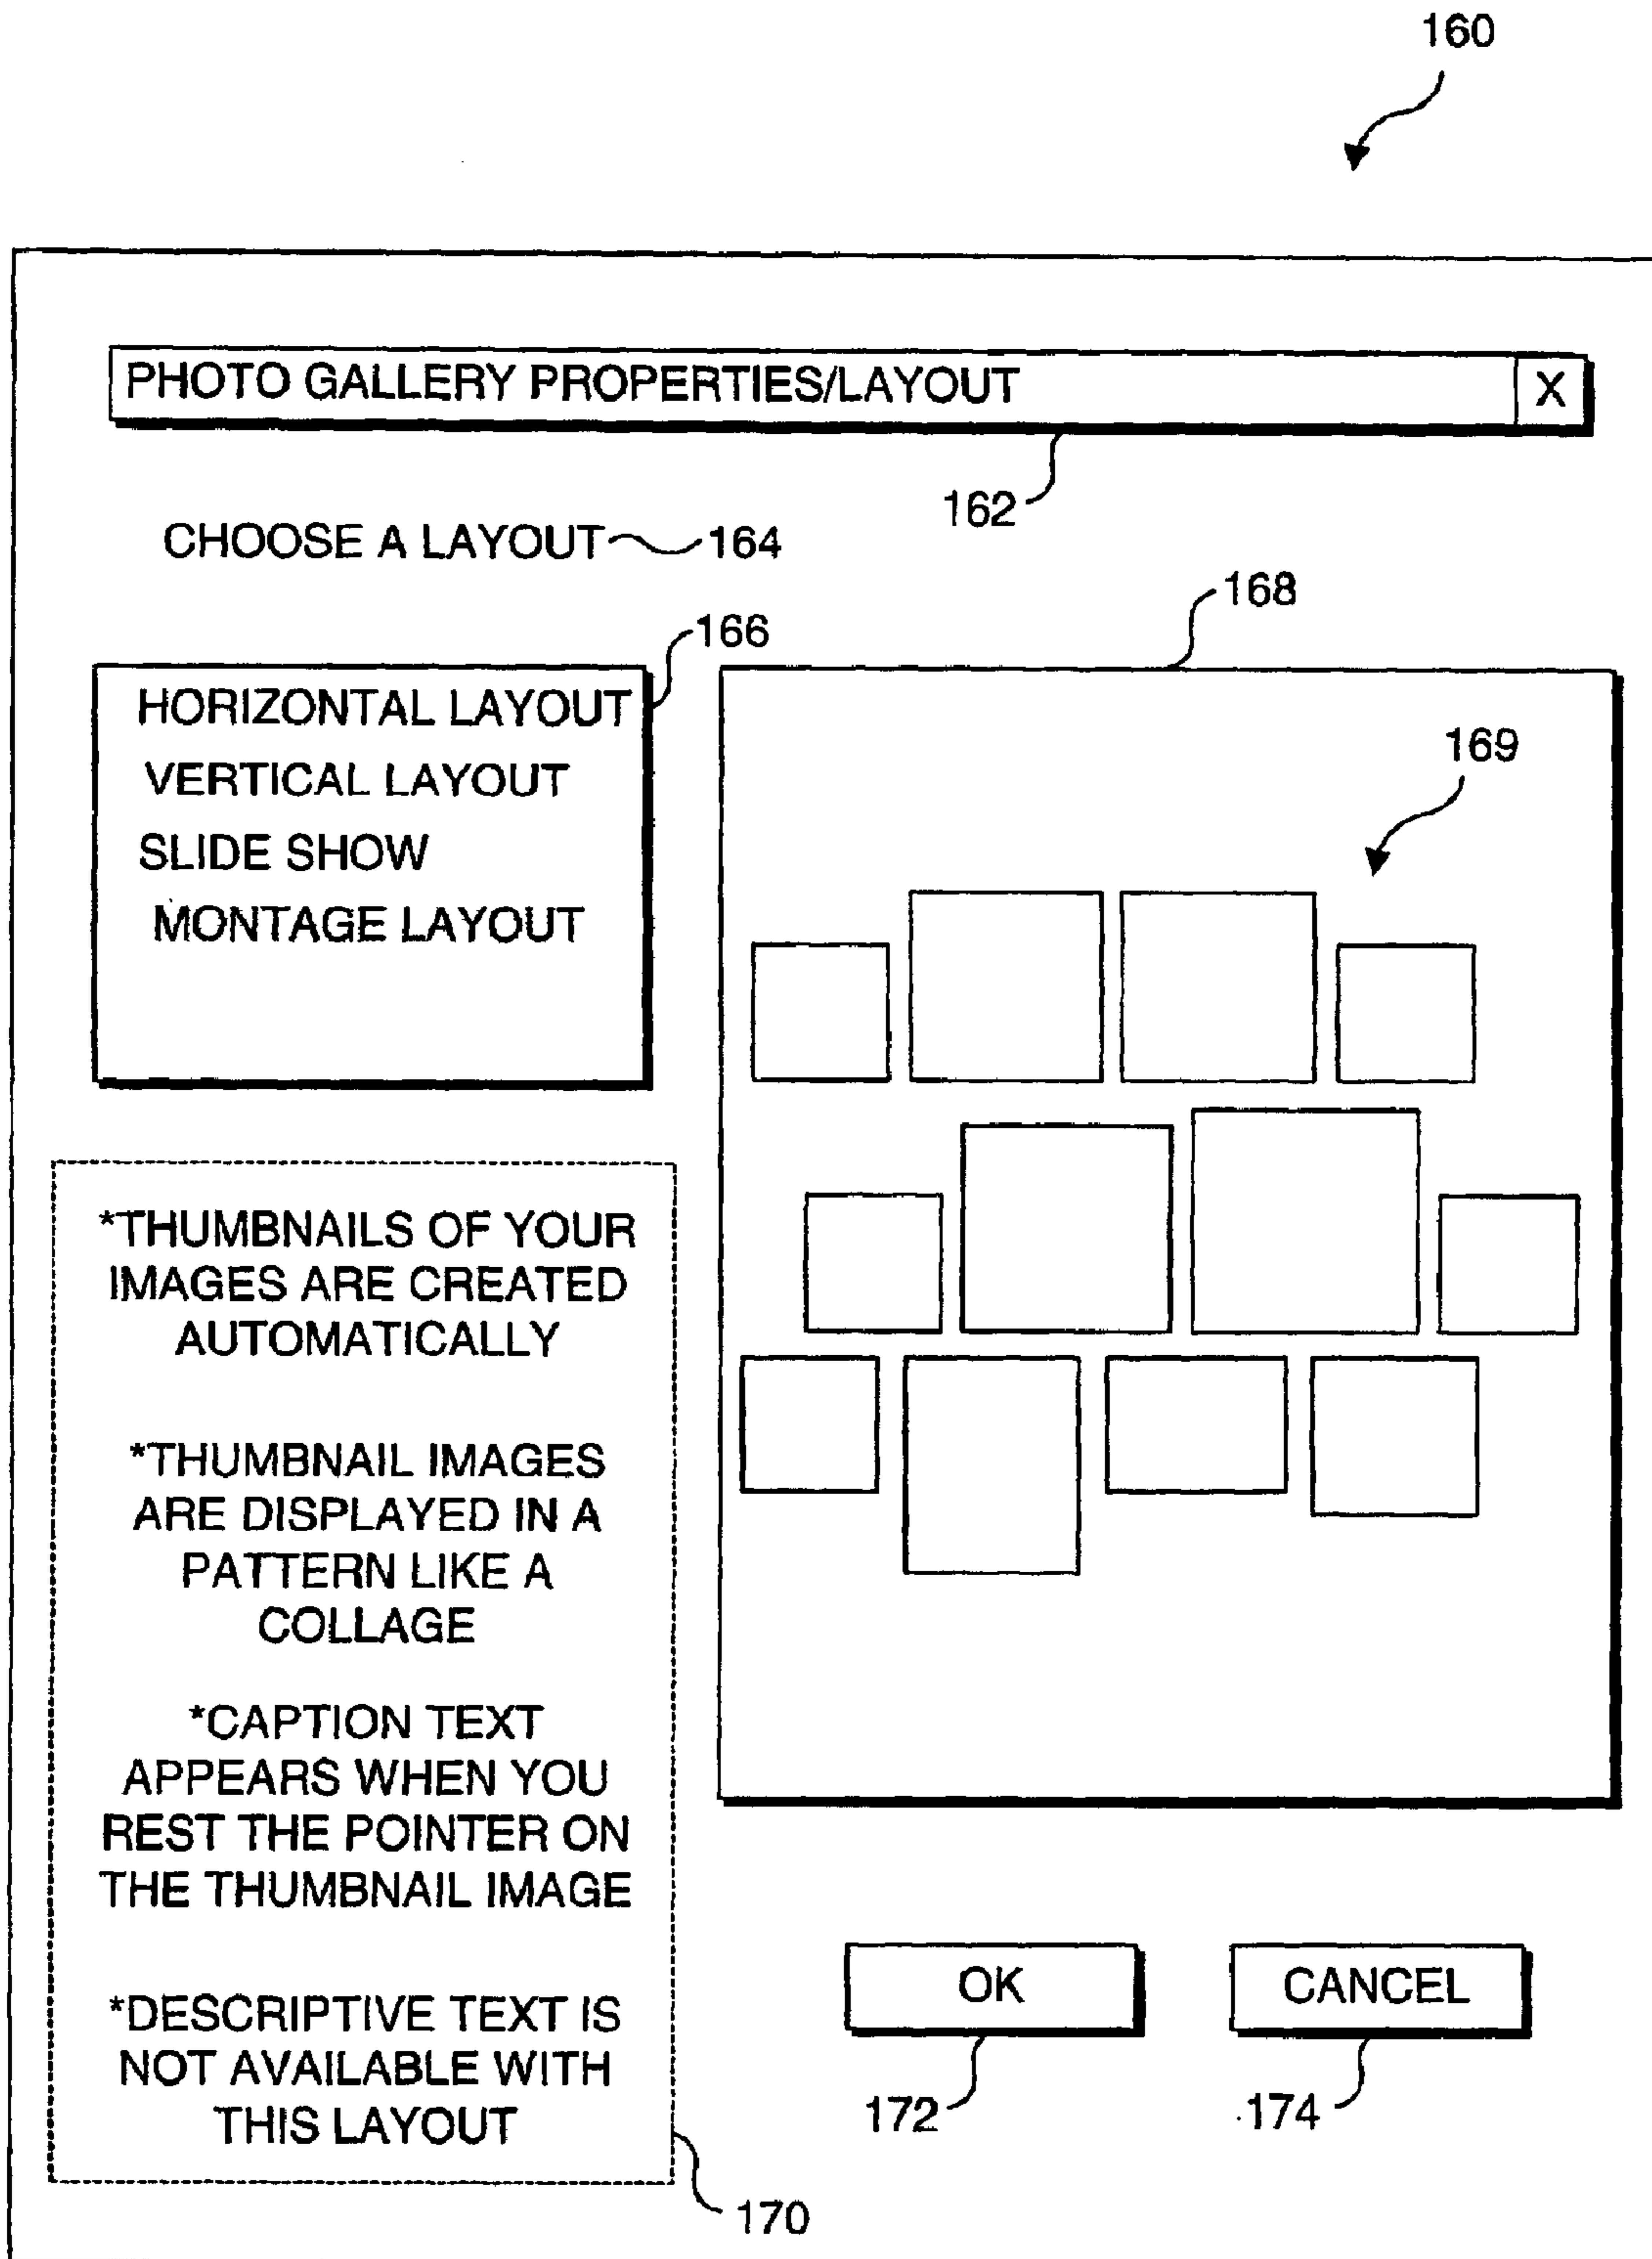 160
PHOTO GALLERY PROPERTIES/LAYOUT X
162
CHOOSE A LAYOUT 164
166
168
HORIZONTAL LAYOUT
VERTICAL LAYOUT
SLIDE SHOW
MONTAGE LAYOUT
169
*THUMBNAILS OF YOUR
IMAGES ARE CREATED
AUTOMATICALLY
*THUMBNAIL IMAGES
ARE DISPLAYED IN A
PATTERN LIKE A
COLLAGE
*CAPTION TEXT
APPEARS WHEN YOU
REST THE POINTER ON
THE THUMBNAIL IMAGE
*DESCRIPTIVE TEXT IS
NOT AVAILABLE WITH
THIS LAYOUT
170
OK
CANCEL
172
174